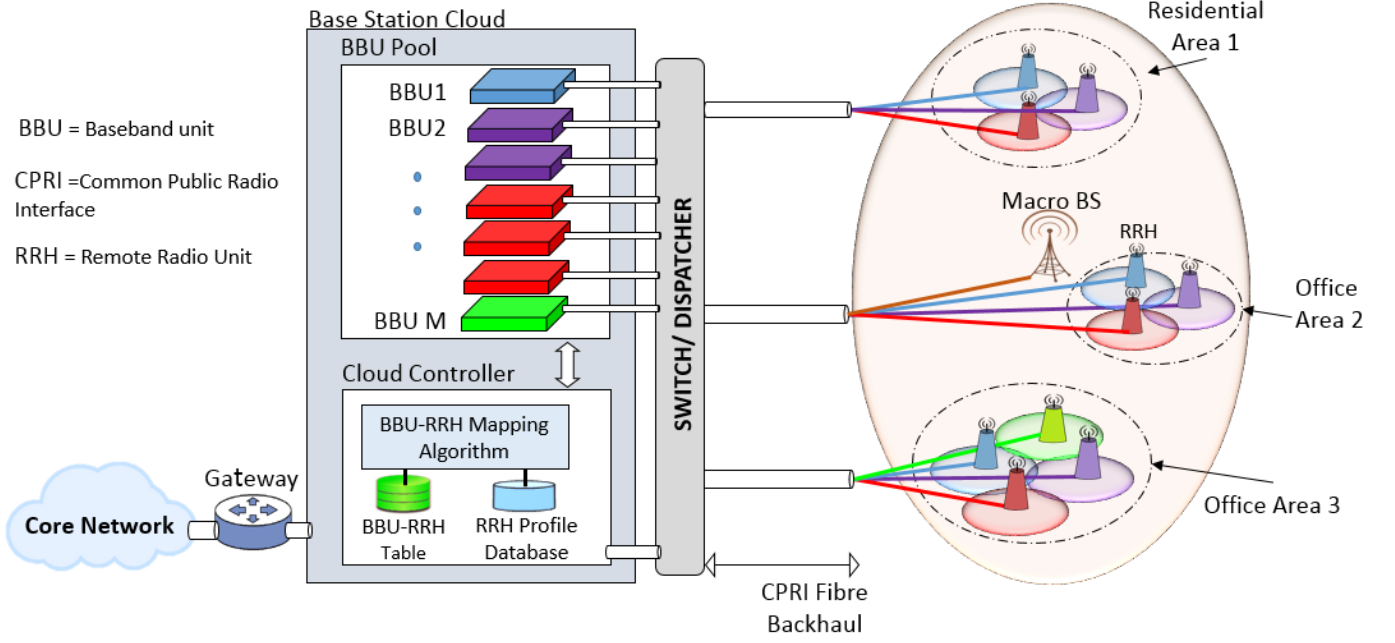 Base Station Cloud
BBU Pool
BBU1
BBU2
BBU M
BBU = Baseband unit
CPRI =Common Public Radio
Interface
RRH = Remote Radio Unit
Cloud Controller
BBU-RRH Mapping
Algorithm
BBU-RRH
Table
RRH Profile
Database
Gateway
Core Network
SWITCH/ DISPATCHER
CPRI Fibre
Backhaul
Residential
Area 1
Macro BS
RRH
Office
Area 2
Office Area 3